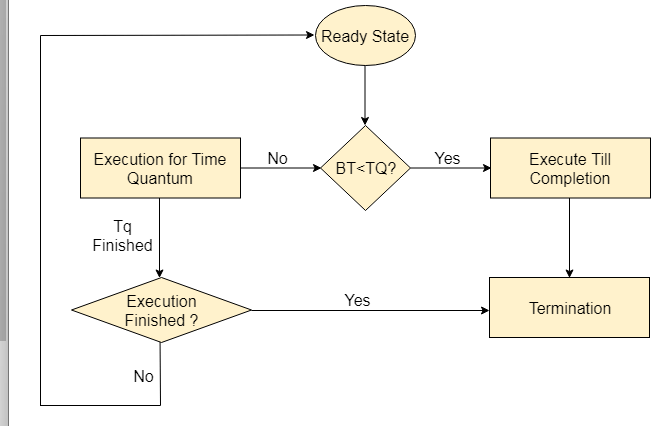 Ready State
Execution for Time
Quantum
No
BT<TQ?
Yes
Execute Till
Completion
Tq
Finished
Execution
Finished ?
Yes
Termination
No